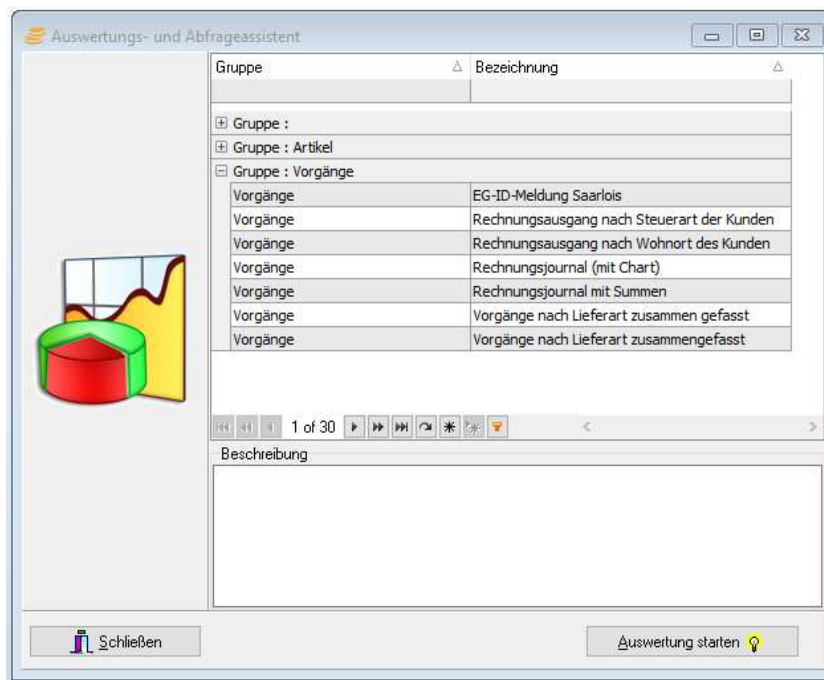 Auswertungs- und Abfrageassistent
Gruppe Bezeichnung
Gruppe :
Gruppe : Artikel
Gruppe : Vorgänge
Vorgänge EG-ID-Meldung Saarlois
Vorgänge Rechnungsausgang nach Steuerart der Kunden
Vorgänge Rechnungsausgang nach Wohnort des Kunden
Vorgänge Rechnungsjournal (mit Chart)
Vorgänge Rechnungsjournal mit Summen
Vorgänge Vorgänge nach Lieferart zusammen gefasst
Vorgänge Vorgänge nach Lieferart zusammengefasst
1 of 30
Beschreibung
Schließen Auswertung starten